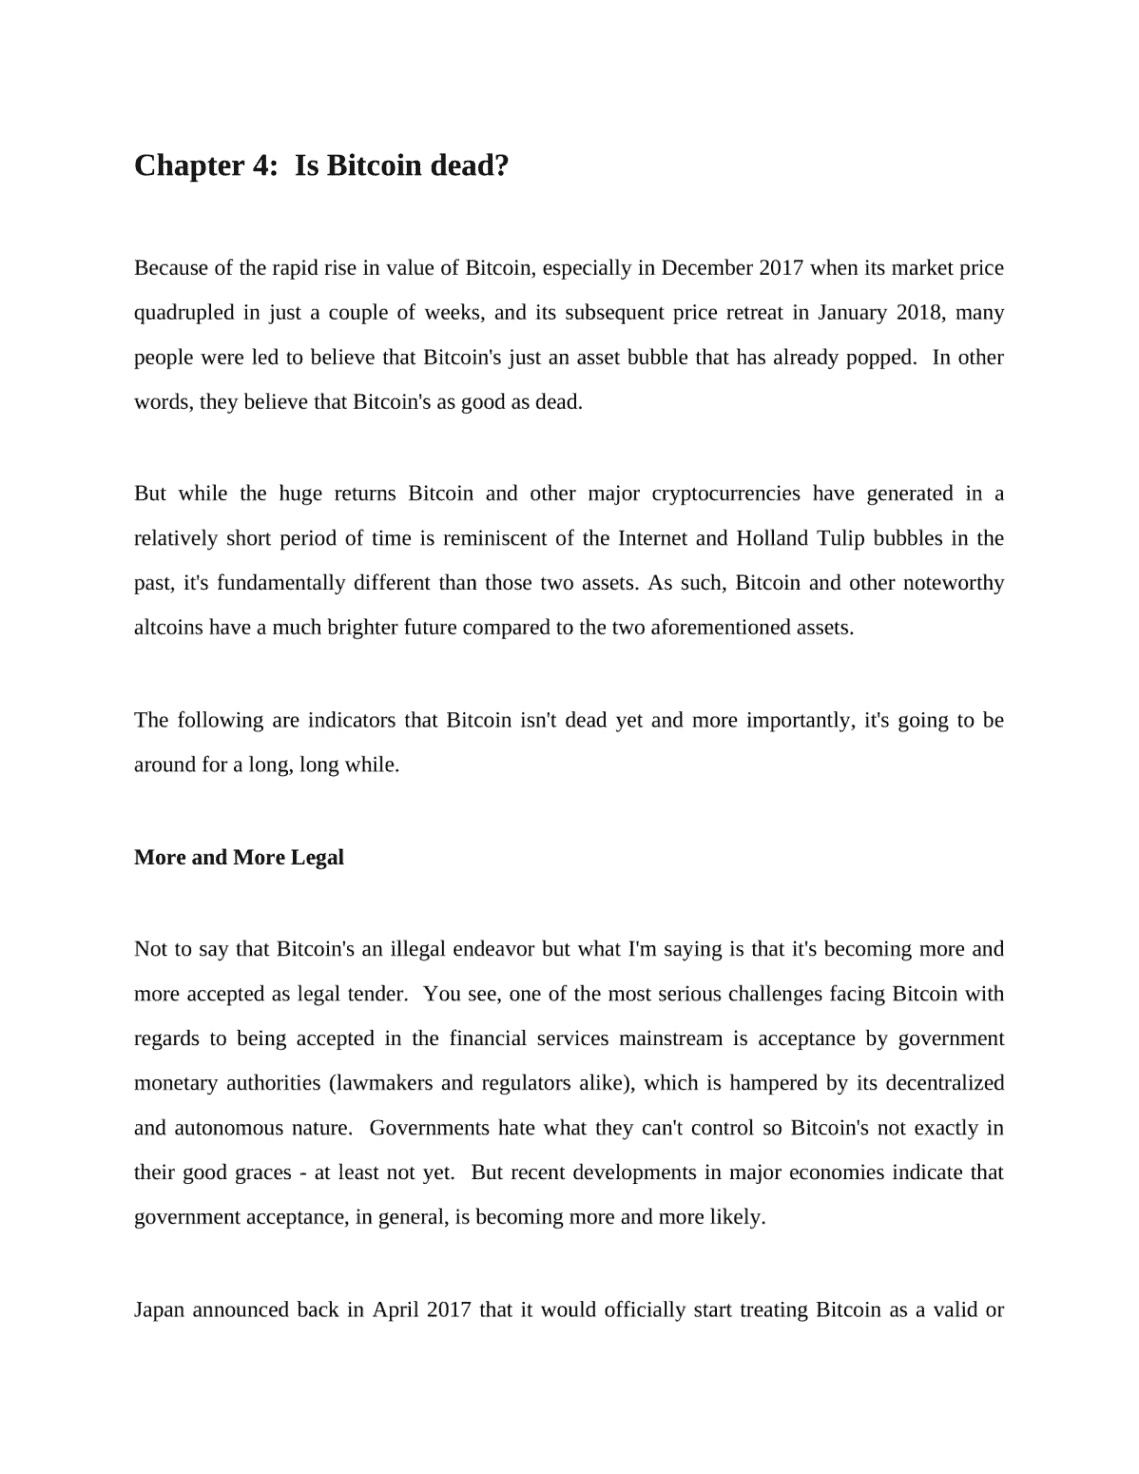 Chapter 4:  Is Bitcoin dead?
Because of the rapid rise in value of Bitcoin, especially in December 2017 when its market price
quadrupled in just a couple of weeks, and its subsequent price retreat in January 2018, many
people were led to believe that Bitcoin's just an asset bubble that has already popped.  In other
words, they believe that Bitcoin's as good as dead.
But while the huge returns Bitcoin and other major cryptocurrencies have generated in a
relatively short period of time is reminiscent of the Internet and Holland Tulip bubbles in the
past, it's fundamentally different than those two assets. As such, Bitcoin and other noteworthy
altcoins have a much brighter future compared to the two aforementioned assets.
The following are indicators that Bitcoin isn't dead yet and more importantly, it's going to be
around for a long, long while.
More and More Legal
Not to say that Bitcoin's an illegal endeavor but what I'm saying is that it's becoming more and
more accepted as legal tender.  You see, one of the most serious challenges facing Bitcoin with
regards to being accepted in the financial services mainstream is acceptance by government
monetary authorities (lawmakers and regulators alike), which is hampered by its decentralized
and autonomous nature.  Governments hate what they can't control so Bitcoin's not exactly in
their good graces - at least not yet.  But recent developments in major economies indicate that
government acceptance, in general, is becoming more and more likely.
Japan announced back in April 2017 that it would officially start treating Bitcoin as a valid or